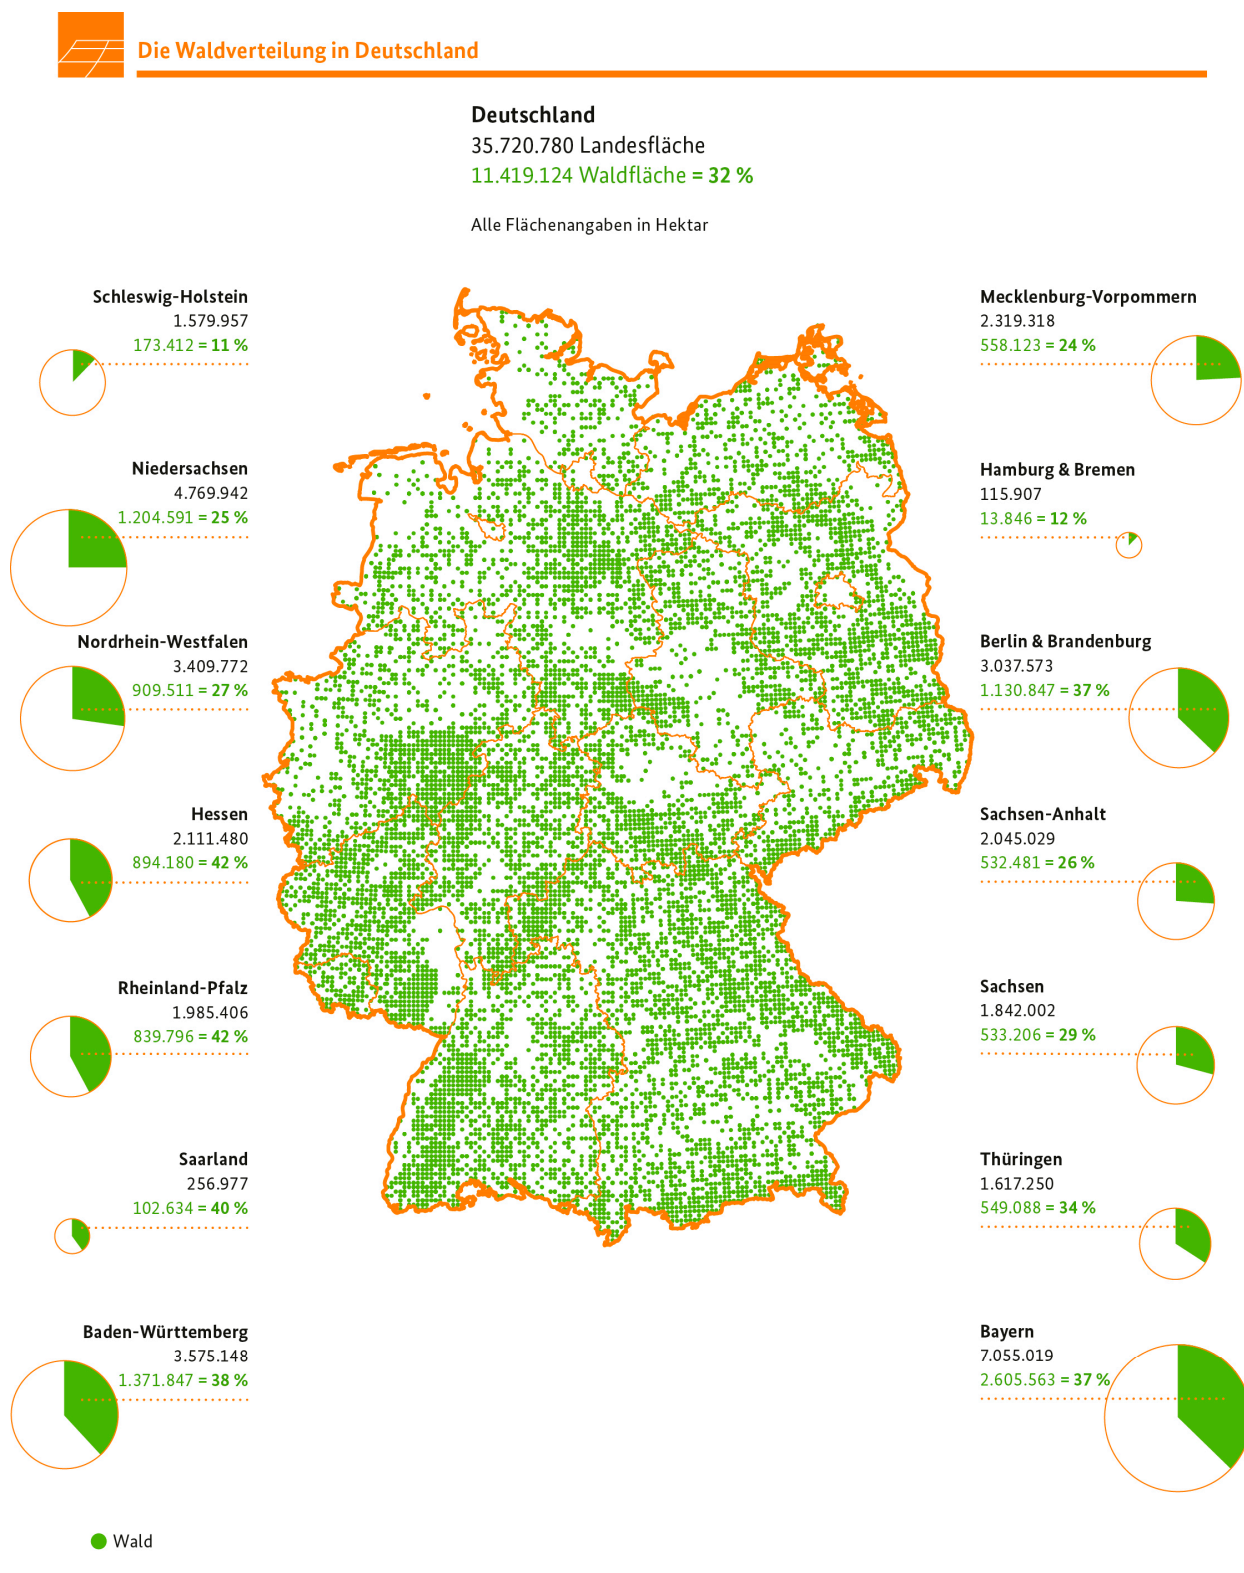 Die Waldverteilung in Deutschland
Deutschland
35.720.780 Landesfläche
11.419.124 Waldfläche = 32 %
Alle Flächenangaben in Hektar
Schleswig-Holstein
1.579.957
173.412 = 11 %
Niedersachsen
4.769.942
1.204.591 = 25 %
Nordrhein-Westfalen
3.409.772
909.511 = 27 %
Hessen
2.111.480
894.180 = 42 %
Rheinland-Pfalz
1.985.406
839.796 = 42 %
Saarland
256.977
102.634 = 40 %
Baden-Württemberg
3.575.148
1.371.847 = 38 %
Mecklenburg-Vorpommern
2.319.318
558.123 = 24 %
Hamburg & Bremen
115.907
13.846 = 12 %
Berlin & Brandenburg
3.037.573
1.130.847 = 37 %
Sachsen-Anhalt
2.045.029
532.481 = 26 %
Sachsen
1.842.002
533.206 = 29 %
Thüringen
1.617.250
549.088 = 34 %
Bayern
7.055.019
2.605.563 = 37 %
Wald